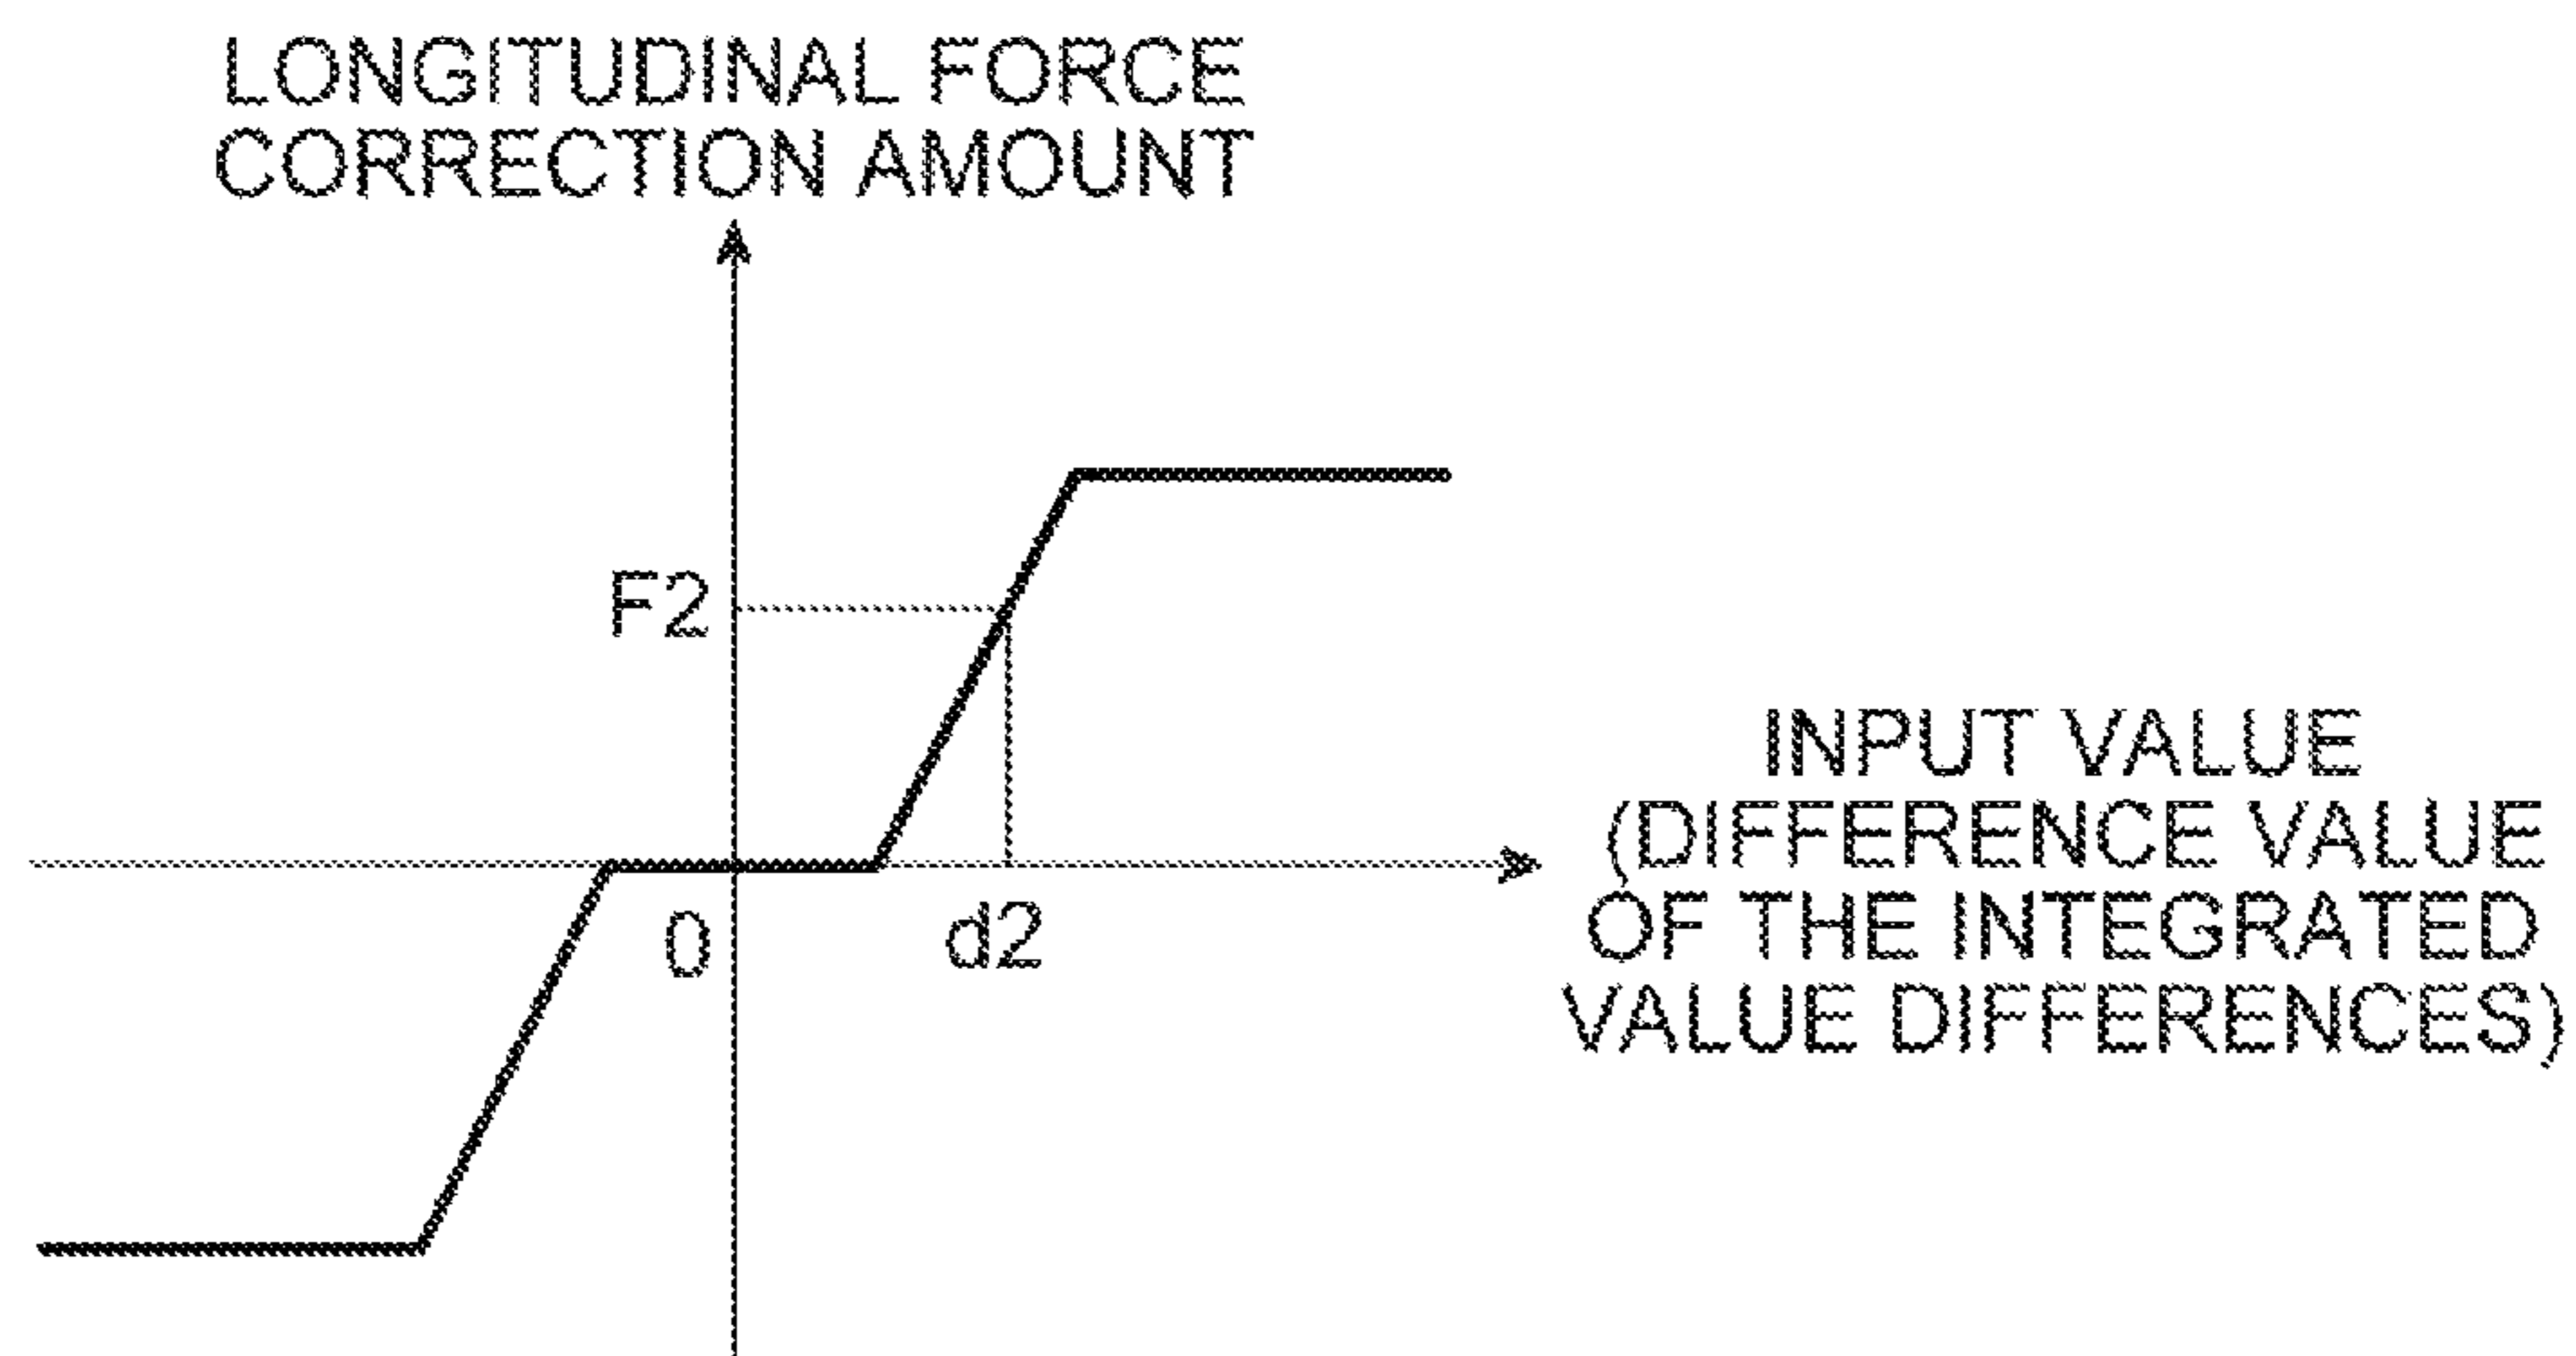 LONGITUDINAL FORCE
CORRECTION AMOUNT
F2
0
d2
INPUT VALUE
(DIFFERENCE VALUE
OF THE INTEGRATED
VALUE DIFFERENCES)